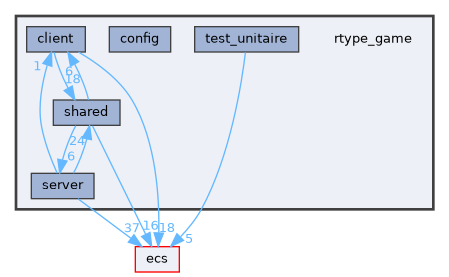 client
config
test_unitaire
rtype_game
1
6
18
shared
24
6
server
37
16
18
5
ecs